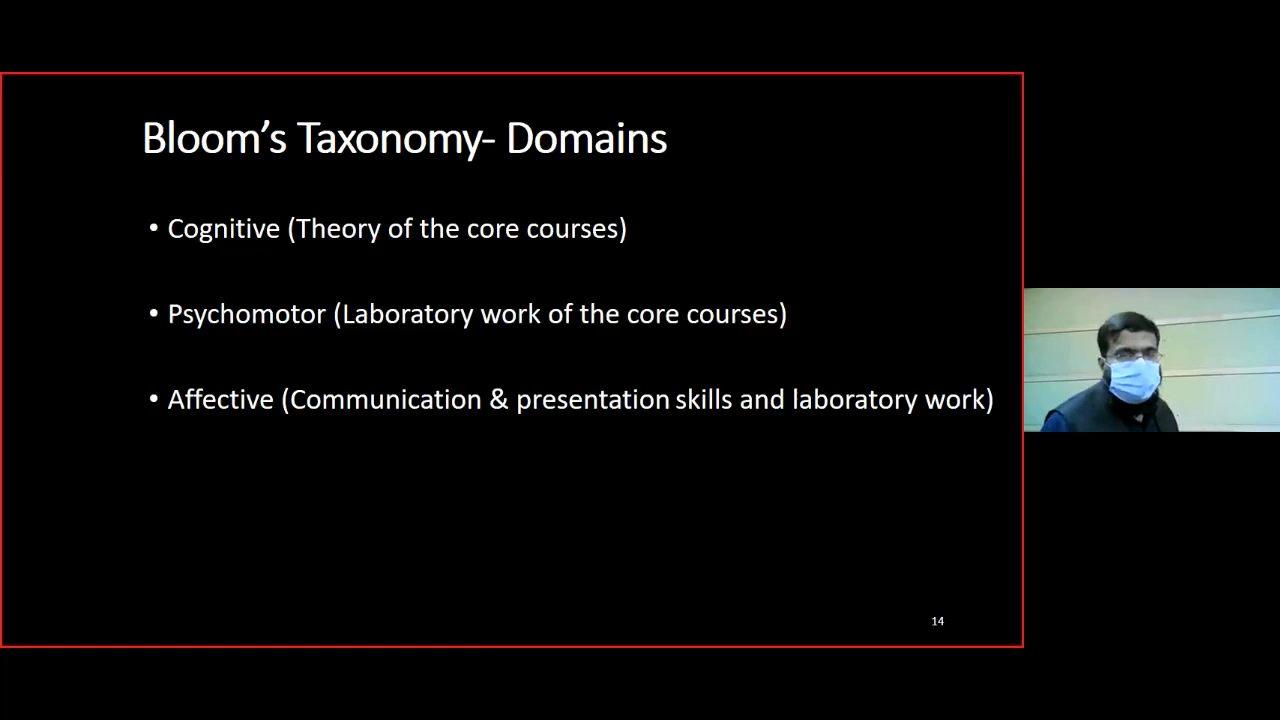 Bloom’s Taxonomy- Domains
• Cognitive (Theory of the core courses)
• Psychomotor (Laboratory work of the core courses)
• Affective (Communication & presentation skills and laboratory work)
14